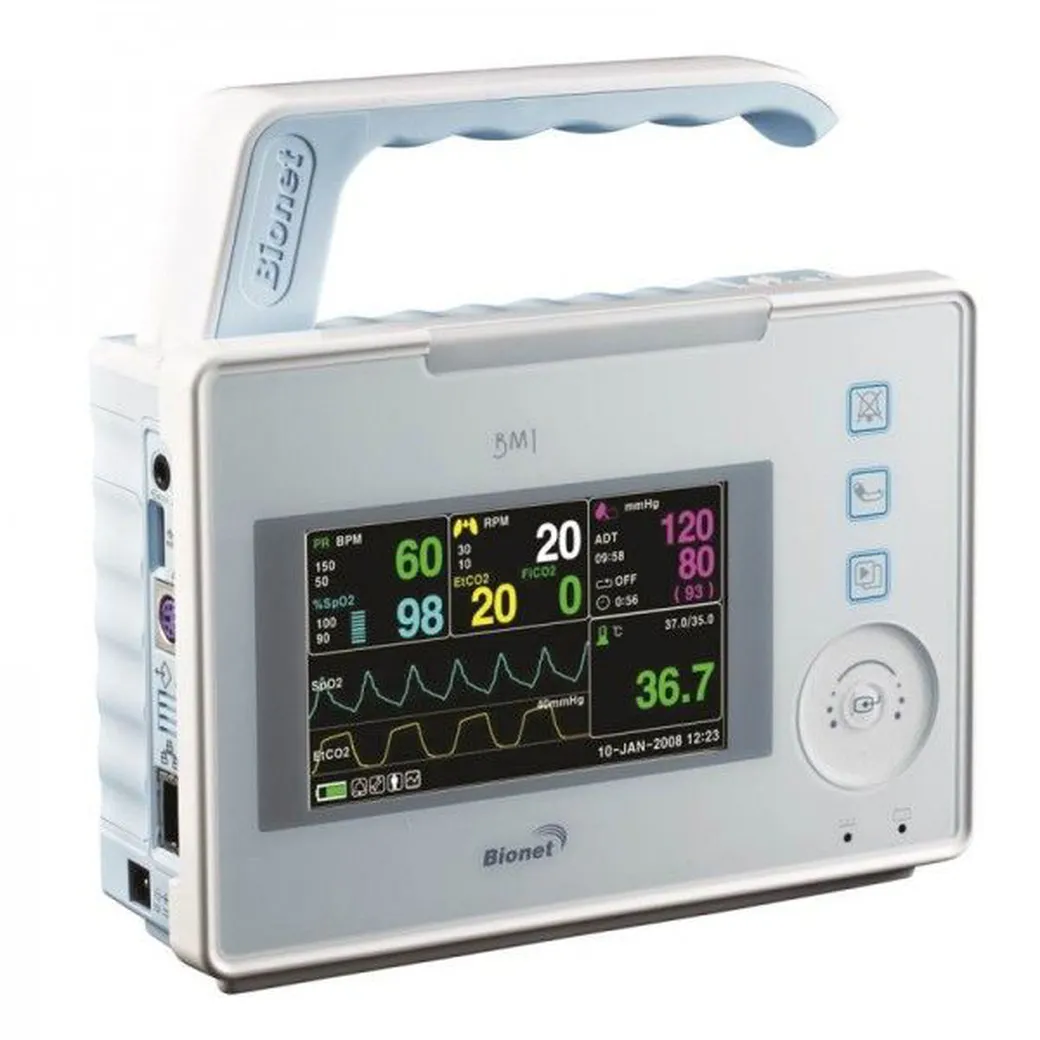 Bionet
BM1
PR BPM
150
50
60
%SpO2
100
90
98
RPM
30
10
20
EtCO2
20
FiCO2
0
mmHg
ADT
09:58
OFF
0:56
120
80
(93)
℃
37.0/35.0
36.7
SpO2
40mmHg
EtCO2
10-JAN-2008 12:23
Bionet